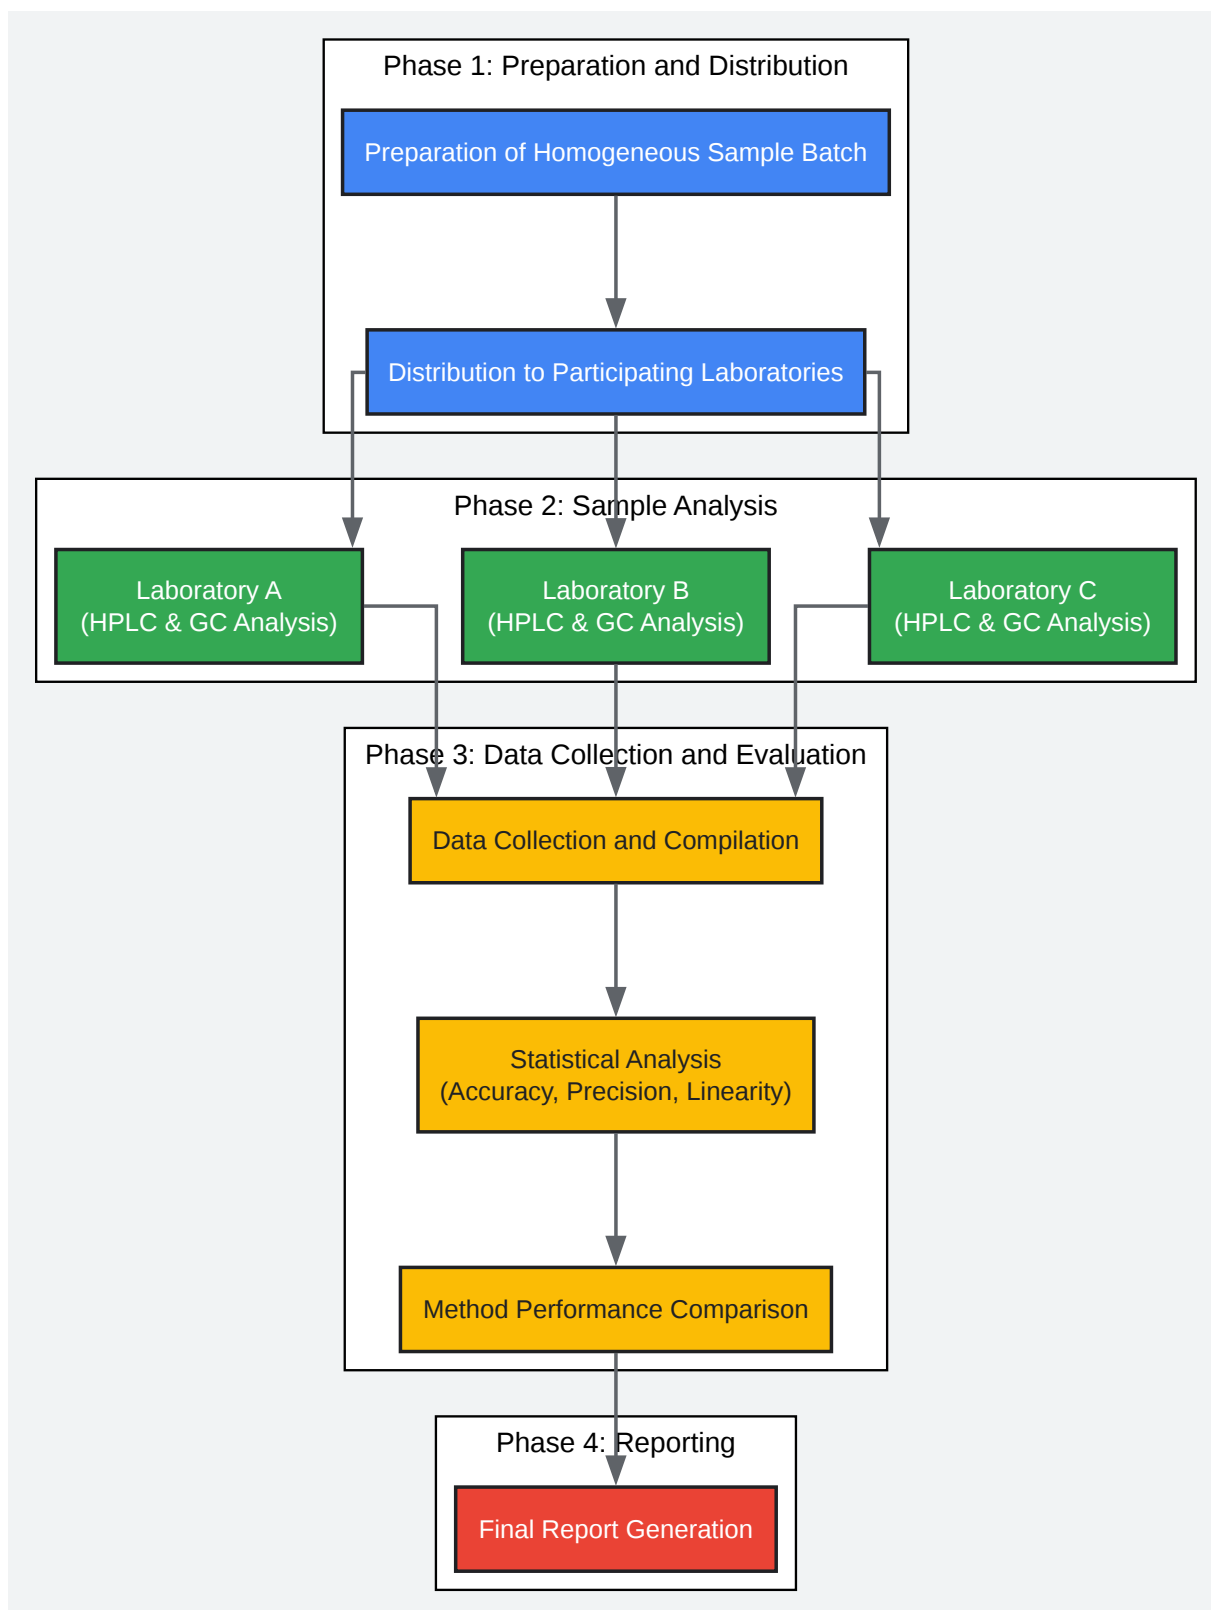 Phase 1: Preparation and Distribution
Preparation of Homogeneous Sample Batch
Distribution to Participating Laboratories
Phase 2: Sample Analysis
Laboratory A
(HPLC & GC Analysis)
Laboratory B
(HPLC & GC Analysis)
Laboratory C
(HPLC & GC Analysis)
Phase 3: Data Collection and Evaluation
Data Collection and Compilation
Statistical Analysis
(Accuracy, Precision, Linearity)
Method Performance Comparison
Phase 4: Reporting
Final Report Generation